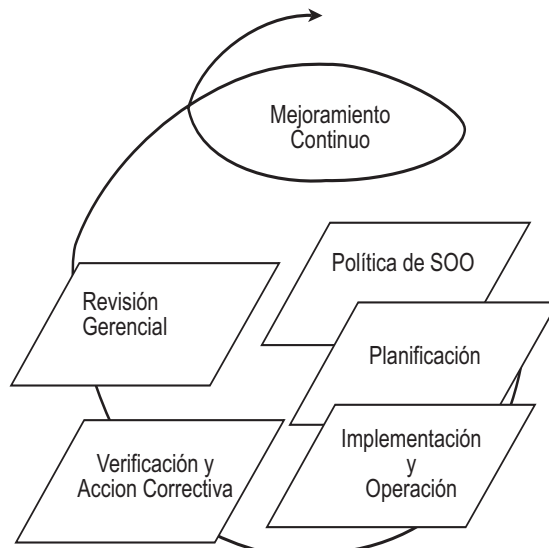 Mejoramiento
Continuo
Política de SOO
Revisión
Gerencial
Planificación
Implementación
y
Operación
Verificación y
Accion Correctiva